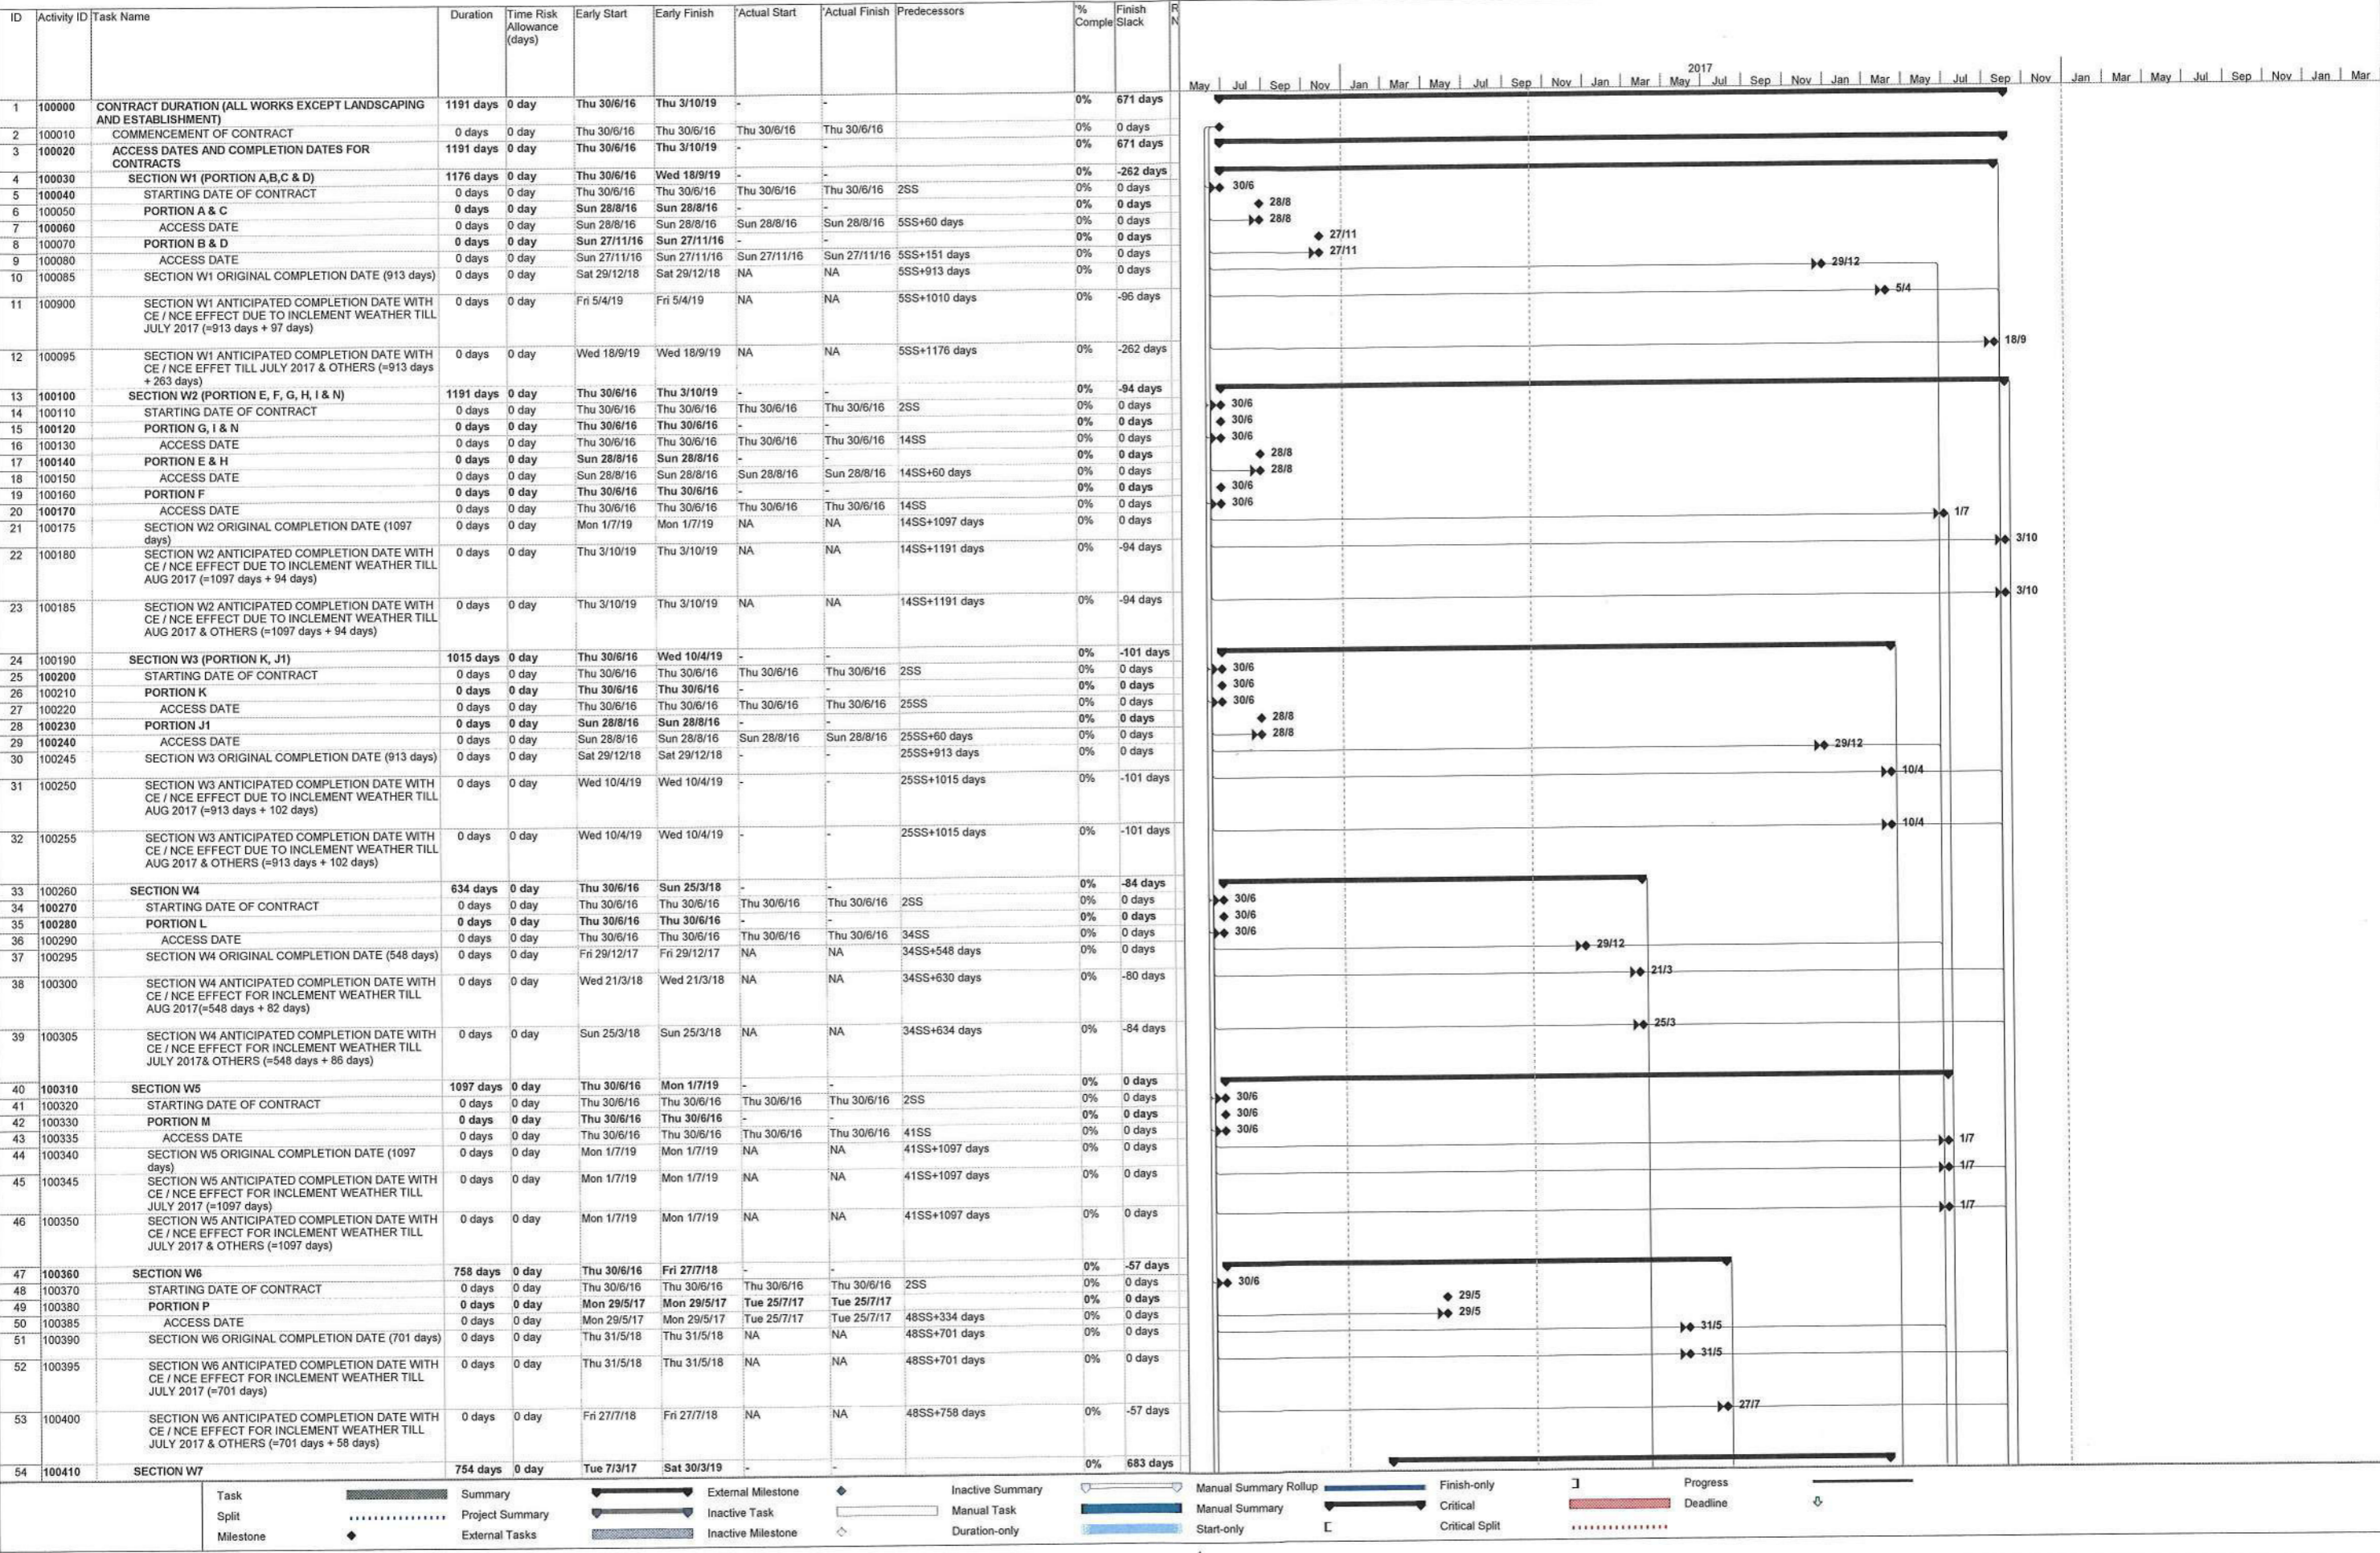 ID Activity ID Task Name Duration Time Risk Allowance (days) Early Start Early Finish 'Actual Start 'Actual Finish Predecessors % Comple Finish Slack R N
2017
May Jul Sep Nov Jan Mar May Jul Sep Nov Jan Mar May Jul Sep Nov Jan Mar May Jul Sep Nov Jan Mar May Jul Sep Nov Jan Mar
1 100000 CONTRACT DURATION (ALL WORKS EXCEPT LANDSCAPING 1191 days 0 day Thu 30/6/16 Thu 3/10/19 - - 0% 671 days
AND ESTABLISHMENT)
2 100010 COMMENCEMENT OF CONTRACT 0 days 0 day Thu 30/6/16 Thu 30/6/16 Thu 30/6/16 Thu 30/6/16 0% 0 days
3 100020 ACCESS DATES AND COMPLETION DATES FOR 1191 days 0 day Thu 30/6/16 Thu 3/10/19 - - 0% 671 days
CONTRACTS
4 100030 SECTION W1 (PORTION A,B,C & D) 1176 days 0 day Thu 30/6/16 Wed 18/9/19 - - 0% -262 days
5 100040 STARTING DATE OF CONTRACT 0 days 0 day Thu 30/6/16 Thu 30/6/16 Thu 30/6/16 Thu 30/6/16 2SS 0% 0 days 30/6
6 100050 PORTION A & C 0 days 0 day Sun 28/8/16 Sun 28/8/16 - - 0% 0 days 28/8
7 100060 ACCESS DATE 0 days 0 day Sun 28/8/16 Sun 28/8/16 Sun 28/8/16 Sun 28/8/16 5SS+60 days 0% 0 days 28/8
8 100070 PORTION B & D 0 days 0 day Sun 27/11/16 Sun 27/11/16 - - 0% 0 days 27/11
9 100080 ACCESS DATE 0 days 0 day Sun 27/11/16 Sun 27/11/16 Sun 27/11/16 Sun 27/11/16 5SS+151 days 0% 0 days 27/11
10 100085 SECTION W1 ORIGINAL COMPLETION DATE (913 days) 0 days 0 day Sat 29/12/18 Sat 29/12/18 NA NA 5SS+913 days 0% 0 days 29/12
11 100900 SECTION W1 ANTICIPATED COMPLETION DATE WITH 0 days 0 day Fri 5/4/19 Fri 5/4/19 NA NA 5SS+1010 days 0% -96 days 5/4
CE / NCE EFFECT DUE TO INCLEMENT WEATHER TILL
JULY 2017 (=913 days + 97 days)
12 100095 SECTION W1 ANTICIPATED COMPLETION DATE WITH 0 days 0 day Wed 18/9/19 Wed 18/9/19 NA NA 5SS+1176 days 0% -262 days 18/9
CE / NCE EFFET TILL JULY 2017 & OTHERS (=913 days
+ 263 days)
13 100100 SECTION W2 (PORTION E, F, G, H, I & N) 1191 days 0 day Thu 30/6/16 Thu 3/10/19 - - 0% -94 days
14 100110 STARTING DATE OF CONTRACT 0 days 0 day Thu 30/6/16 Thu 30/6/16 Thu 30/6/16 Thu 30/6/16 2SS 0% 0 days 30/6
15 100120 PORTION G, I & N 0 days 0 day Thu 30/6/16 Thu 30/6/16 - - 0% 0 days 30/6
16 100130 ACCESS DATE 0 days 0 day Thu 30/6/16 Thu 30/6/16 Thu 30/6/16 Thu 30/6/16 14SS 0% 0 days 30/6
17 100140 PORTION E & H 0 days 0 day Sun 28/8/16 Sun 28/8/16 - - 0% 0 days 28/8
18 100150 ACCESS DATE 0 days 0 day Sun 28/8/16 Sun 28/8/16 Sun 28/8/16 Sun 28/8/16 14SS+60 days 0% 0 days 28/8
19 100160 PORTION F 0 days 0 day Thu 30/6/16 Thu 30/6/16 - - 0% 0 days 30/6
20 100170 ACCESS DATE 0 days 0 day Thu 30/6/16 Thu 30/6/16 Thu 30/6/16 Thu 30/6/16 14SS 0% 0 days 30/6
21 100175 SECTION W2 ORIGINAL COMPLETION DATE (1097 0 days 0 day Mon 1/7/19 Mon 1/7/19 NA NA 14SS+1097 days 0% 0 days 1/7
days)
22 100180 SECTION W2 ANTICIPATED COMPLETION DATE WITH 0 days 0 day Thu 3/10/19 Thu 3/10/19 NA NA 14SS+1191 days 0% -94 days 3/10
CE / NCE EFFECT DUE TO INCLEMENT WEATHER TILL
AUG 2017 (=1097 days + 94 days)
23 100185 SECTION W2 ANTICIPATED COMPLETION DATE WITH 0 days 0 day Thu 3/10/19 Thu 3/10/19 NA NA 14SS+1191 days 0% -94 days 3/10
CE / NCE EFFECT DUE TO INCLEMENT WEATHER TILL
AUG 2017 & OTHERS (=1097 days + 94 days)
24 100190 SECTION W3 (PORTION K, J1) 1015 days 0 day Thu 30/6/16 Wed 10/4/19 - - 0% -101 days
25 100200 STARTING DATE OF CONTRACT 0 days 0 day Thu 30/6/16 Thu 30/6/16 Thu 30/6/16 Thu 30/6/16 2SS 0% 0 days 30/6
26 100210 PORTION K 0 days 0 day Thu 30/6/16 Thu 30/6/16 - - 0% 0 days 30/6
27 100220 ACCESS DATE 0 days 0 day Thu 30/6/16 Thu 30/6/16 Thu 30/6/16 Thu 30/6/16 25SS 0% 0 days 30/6
28 100230 PORTION J1 0 days 0 day Sun 28/8/16 Sun 28/8/16 - - 0% 0 days 28/8
29 100240 ACCESS DATE 0 days 0 day Sun 28/8/16 Sun 28/8/16 Sun 28/8/16 Sun 28/8/16 25SS+60 days 0% 0 days 28/8
30 100245 SECTION W3 ORIGINAL COMPLETION DATE (913 days) 0 days 0 day Sat 29/12/18 Sat 29/12/18 - - 25SS+913 days 0% 0 days 29/12
31 100250 SECTION W3 ANTICIPATED COMPLETION DATE WITH 0 days 0 day Wed 10/4/19 Wed 10/4/19 - - 25SS+1015 days 0% -101 days 10/4
CE / NCE EFFECT DUE TO INCLEMENT WEATHER TILL
AUG 2017 (=913 days + 102 days)
32 100255 SECTION W3 ANTICIPATED COMPLETION DATE WITH 0 days 0 day Wed 10/4/19 Wed 10/4/19 - - 25SS+1015 days 0% -101 days 10/4
CE / NCE EFFECT DUE TO INCLEMENT WEATHER TILL
AUG 2017 & OTHERS (=913 days + 102 days)
33 100260 SECTION W4 634 days 0 day Thu 30/6/16 Sun 25/3/18 - - 0% -84 days
34 100270 STARTING DATE OF CONTRACT 0 days 0 day Thu 30/6/16 Thu 30/6/16 Thu 30/6/16 Thu 30/6/16 2SS 0% 0 days 30/6
35 100280 PORTION L 0 days 0 day Thu 30/6/16 Thu 30/6/16 - - 0% 0 days 30/6
36 100290 ACCESS DATE 0 days 0 day Thu 30/6/16 Thu 30/6/16 Thu 30/6/16 Thu 30/6/16 34SS 0% 0 days 30/6
37 100295 SECTION W4 ORIGINAL COMPLETION DATE (548 days) 0 days 0 day Fri 29/12/17 Fri 29/12/17 NA NA 34SS+548 days 0% 0 days 29/12
38 100300 SECTION W4 ANTICIPATED COMPLETION DATE WITH 0 days 0 day Wed 21/3/18 Wed 21/3/18 NA NA 34SS+630 days 0% -80 days 21/3
CE / NCE EFFECT FOR INCLEMENT WEATHER TILL
AUG 2017(=548 days + 82 days)
39 100305 SECTION W4 ANTICIPATED COMPLETION DATE WITH 0 days 0 day Sun 25/3/18 Sun 25/3/18 NA NA 34SS+634 days 0% -84 days 25/3
CE / NCE EFFECT FOR INCLEMENT WEATHER TILL
JULY 2017& OTHERS (=548 days + 86 days)
40 100310 SECTION W5 1097 days 0 day Thu 30/6/16 Mon 1/7/19 - - 0% 0 days
41 100320 STARTING DATE OF CONTRACT 0 days 0 day Thu 30/6/16 Thu 30/6/16 Thu 30/6/16 Thu 30/6/16 2SS 0% 0 days 30/6
42 100330 PORTION M 0 days 0 day Thu 30/6/16 Thu 30/6/16 - - 0% 0 days 30/6
43 100335 ACCESS DATE 0 days 0 day Thu 30/6/16 Thu 30/6/16 Thu 30/6/16 Thu 30/6/16 41SS 0% 0 days 30/6
44 100340 SECTION W5 ORIGINAL COMPLETION DATE (1097 0 days 0 day Mon 1/7/19 Mon 1/7/19 NA NA 41SS+1097 days 0% 0 days 1/7
days)
45 100345 SECTION W5 ANTICIPATED COMPLETION DATE WITH 0 days 0 day Mon 1/7/19 Mon 1/7/19 NA NA 41SS+1097 days 0% 0 days 1/7
CE / NCE EFFECT FOR INCLEMENT WEATHER TILL
JULY 2017 (=1097 days)
46 100350 SECTION W5 ANTICIPATED COMPLETION DATE WITH 0 days 0 day Mon 1/7/19 Mon 1/7/19 NA NA 41SS+1097 days 0% 0 days 1/7
CE / NCE EFFECT FOR INCLEMENT WEATHER TILL
JULY 2017 & OTHERS (=1097 days)
47 100360 SECTION W6 758 days 0 day Thu 30/6/16 Fri 27/7/18 - - 0% -57 days
48 100370 STARTING DATE OF CONTRACT 0 days 0 day Thu 30/6/16 Thu 30/6/16 Thu 30/6/16 Thu 30/6/16 2SS 0% 0 days 30/6
49 100380 PORTION P 0 days 0 day Mon 29/5/17 Mon 29/5/17 Tue 25/7/17 Tue 25/7/17 0% 0 days 29/5
50 100385 ACCESS DATE 0 days 0 day Mon 29/5/17 Mon 29/5/17 Tue 25/7/17 Tue 25/7/17 48SS+334 days 0% 0 days 29/5
51 100390 SECTION W6 ORIGINAL COMPLETION DATE (701 days) 0 days 0 day Thu 31/5/18 Thu 31/5/18 NA NA 48SS+701 days 0% 0 days 31/5
52 100395 SECTION W6 ANTICIPATED COMPLETION DATE WITH 0 days 0 day Thu 31/5/18 Thu 31/5/18 NA NA 48SS+701 days 0% 0 days 31/5
CE / NCE EFFECT FOR INCLEMENT WEATHER TILL
JULY 2017 (=701 days)
53 100400 SECTION W6 ANTICIPATED COMPLETION DATE WITH 0 days 0 day Fri 27/7/18 Fri 27/7/18 NA NA 48SS+758 days 0% -57 days 27/7
CE / NCE EFFECT FOR INCLEMENT WEATHER TILL
JULY 2017 & OTHERS (=701 days + 58 days)
54 100410 SECTION W7 754 days 0 day Tue 7/3/17 Sat 30/3/19 - - 0% 683 days
Task Summary External Milestone Inactive Summary Manual Summary Rollup Finish-only Progress
Split Project Summary Inactive Task Manual Task Manual Summary Critical Deadline
Milestone External Tasks Inactive Milestone Duration-only Start-only Critical Split